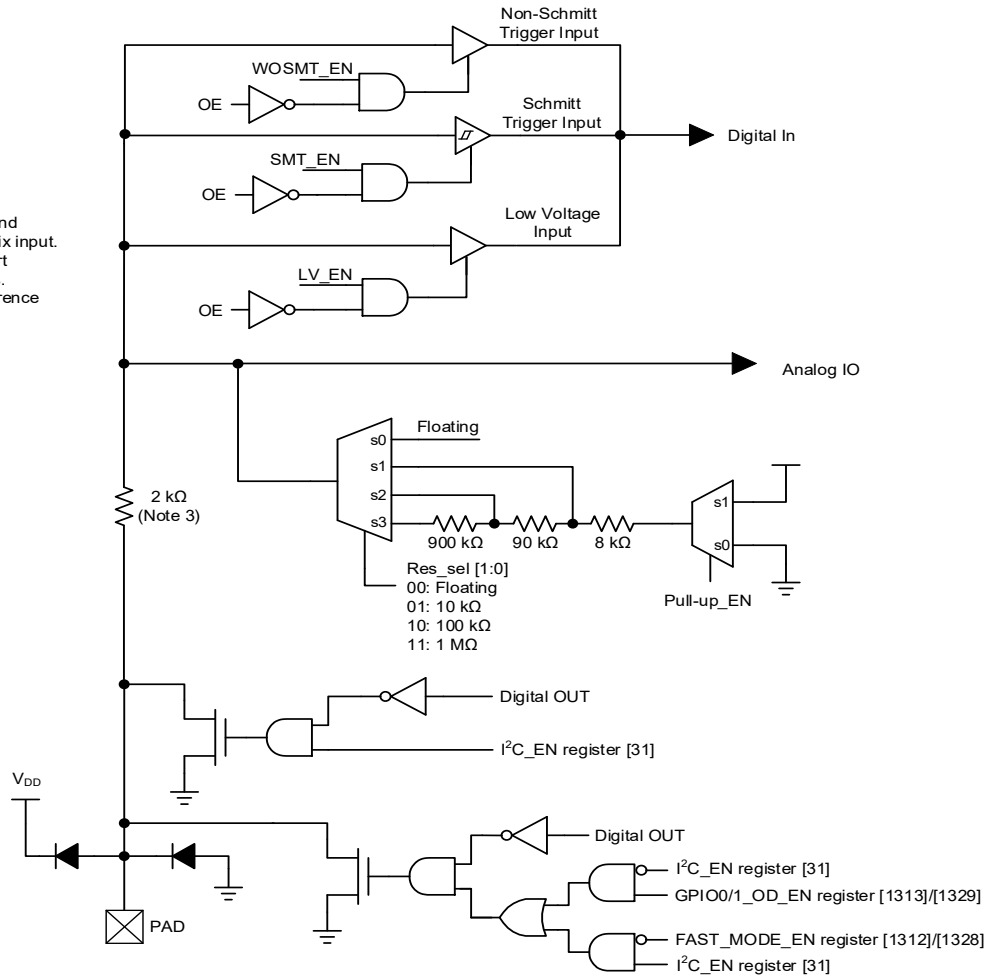 Non-Schmitt
Trigger Input
WOSMT_EN
OE
Schmitt
Trigger Input
Digital In
SMT_EN
OE
Low Voltage
Input
LV_EN
OE
nd
ix input.
rt
.
rence
Analog IO
Floating
s0
s1
s2
s3
900 kΩ
90 kΩ
8 kΩ
s1
s0
Pull-up_EN
2 kΩ
(Note 3)
Res_sel [1:0]
00: Floating
01: 10 kΩ
10: 100 kΩ
11: 1 MΩ
Digital OUT
I²C_EN register [31]
VDD
Digital OUT
I²C_EN register [31]
GPIO0/1_OD_EN register [1313]/[1329]
FAST_MODE_EN register [1312]/[1328]
I²C_EN register [31]
PAD